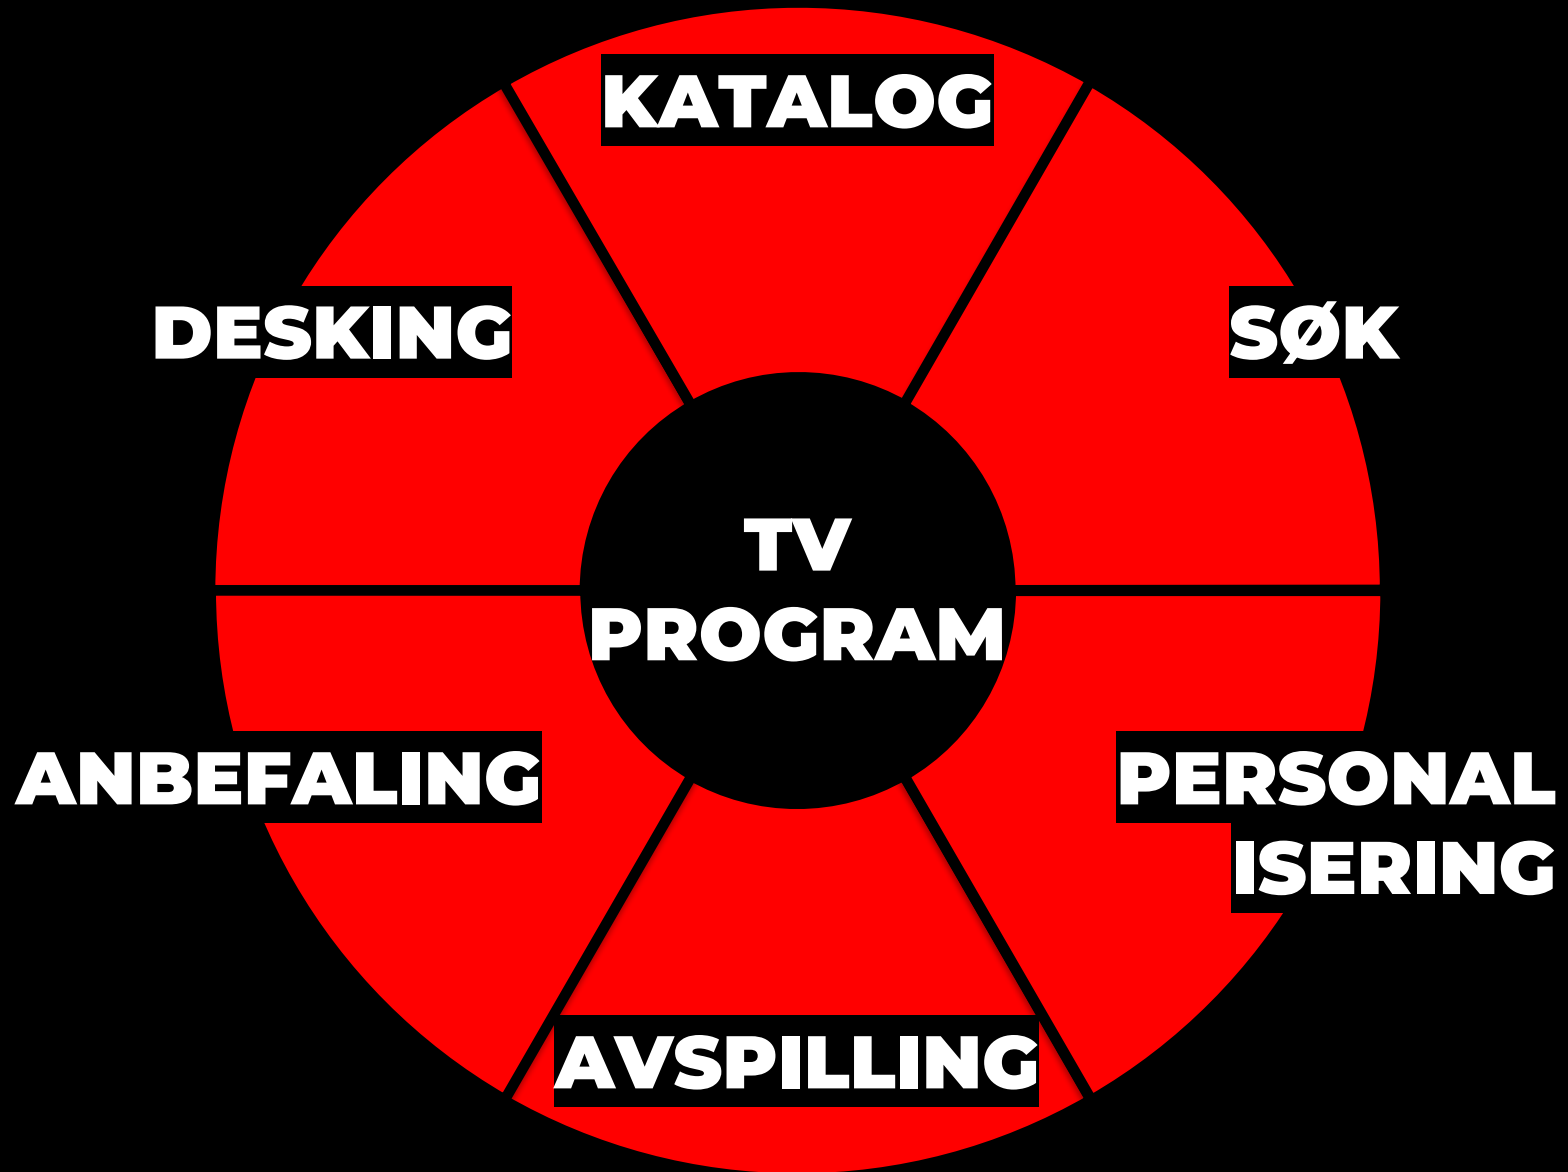 KATALOG
DESKING
SØK
TV
PROGRAM
ANBEFALING
PERSONAL
ISERING
AVSPILLING